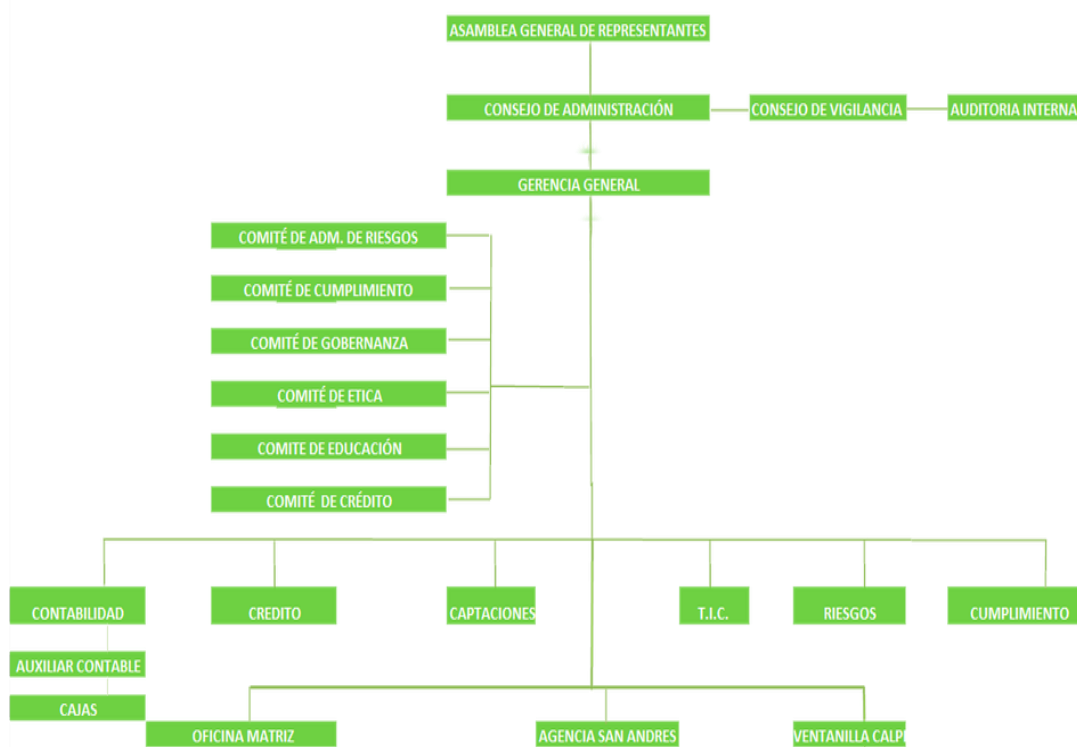 ASAMBLEA GENERAL DE REPRESENTANTES
CONSEJO DE ADMINISTRACIÓN
CONSEJO DE VIGILANCIA
AUDITORIA INTERNA
GERENCIA GENERAL
COMITÉ DE ADM. DE RIESGOS
COMITÉ DE CUMPLIMIENTO
COMITÉ DE GOBERNANZA
COMITÉ DE ETICA
COMITE DE EDUCACIÓN
COMITÉ DE CRÉDITO
CONTABILIDAD
CREDITO
CAPTACIONES
T.I.C.
RIESGOS
CUMPLIMIENTO
AUXILIAR CONTABLE
CAJAS
OFICINA MATRIZ
AGENCIA SAN ANDRES
VENTANILLA CALPI